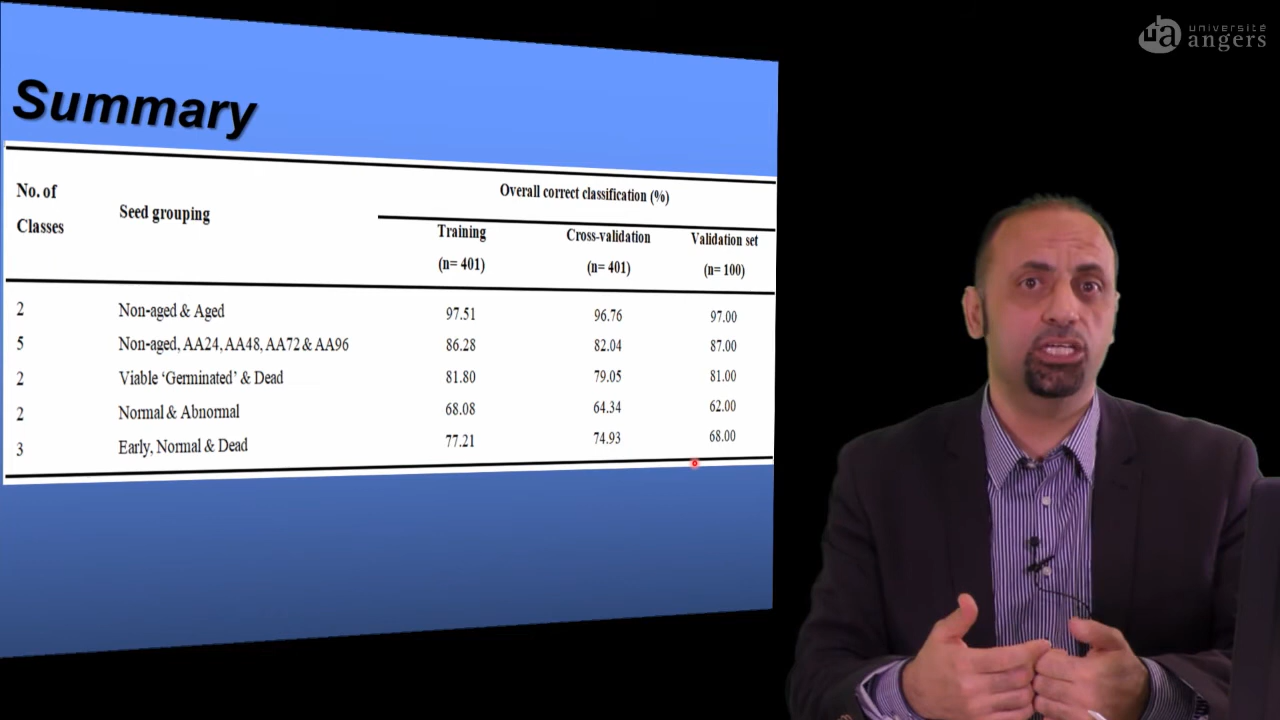 université
angers
Summary
No. of Classes Seed grouping Overall correct classification (%)
Training (n= 401) Cross-validation (n= 401) Validation set (n= 100)
2 Non-aged & Aged 97.51 96.76 97.00
5 Non-aged, AA24, AA48, AA72 & AA96 86.28 82.04 87.00
2 Viable ‘Germinated’ & Dead 81.80 79.05 81.00
2 Normal & Abnormal 68.08 64.34 62.00
3 Early, Normal & Dead 77.21 74.93 68.00